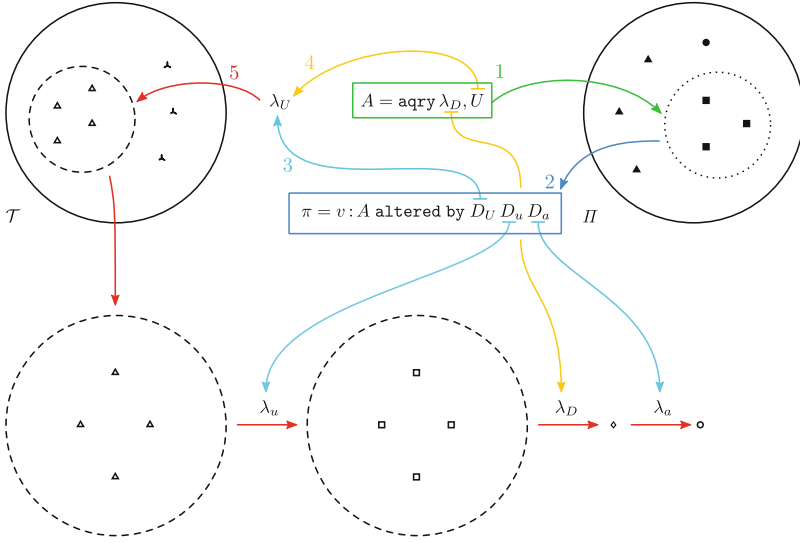 4
5
1
λ_U
A = aqry λ_D, U
3
2
π = v : A altered by D_U D_u D_a
𝒯
Π
λ_u
λ_D
λ_a